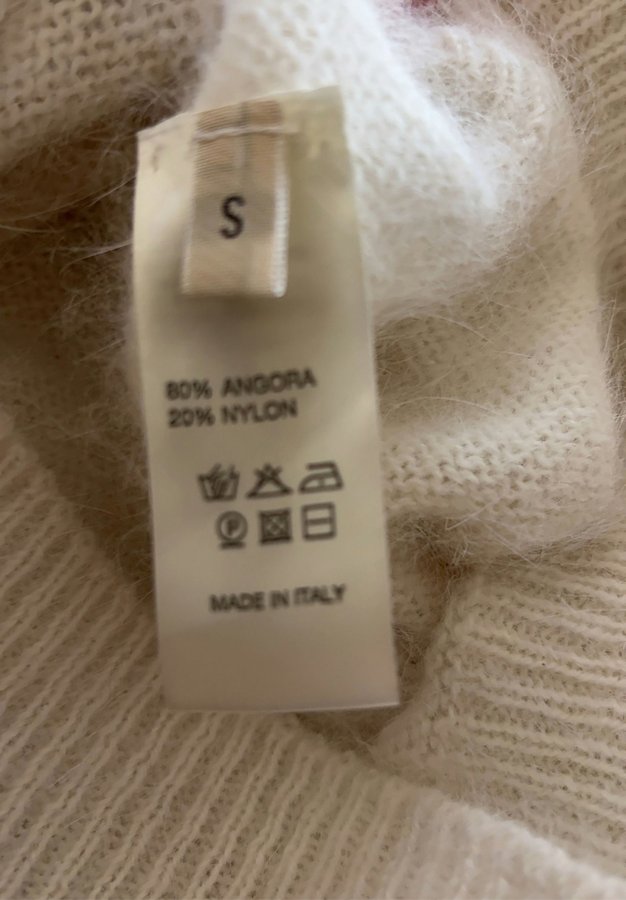 S
80% ANGORA
20% NYLON
P
MADE IN ITALY